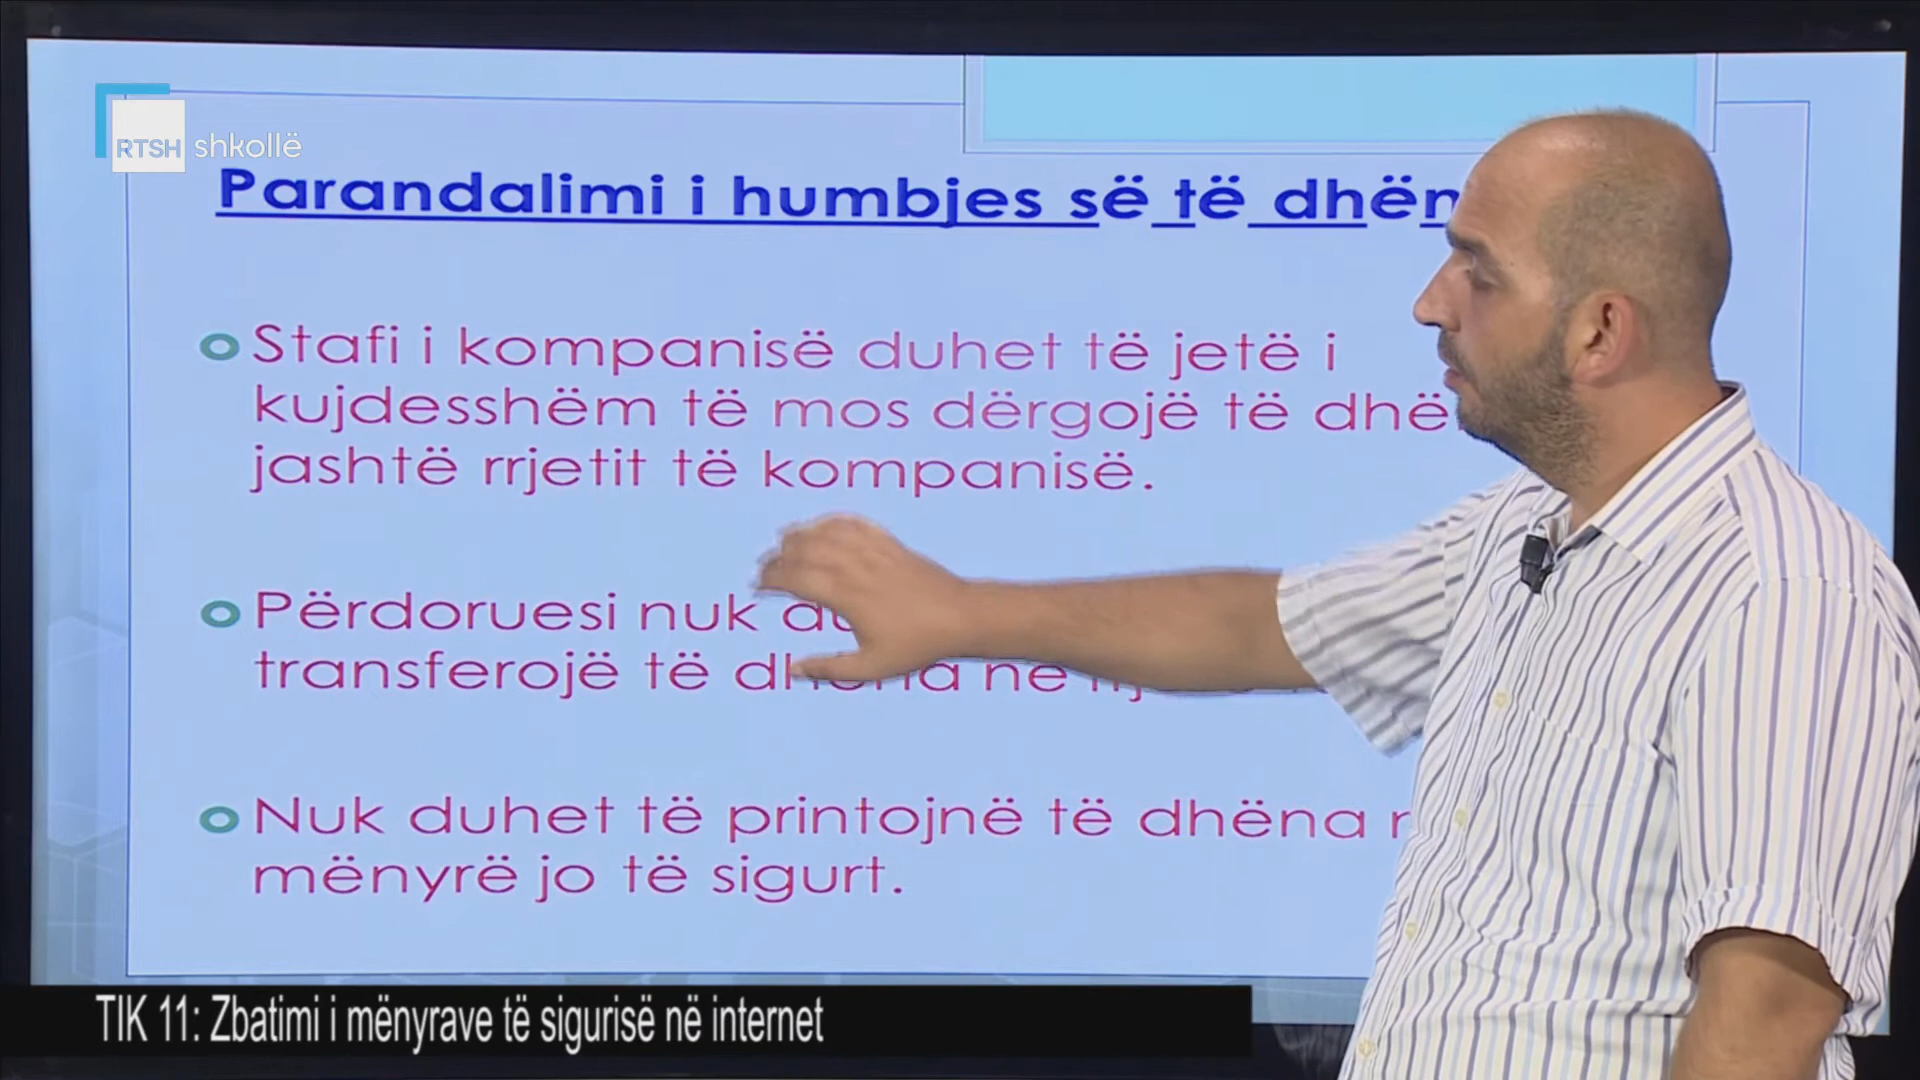 RTSH shkollë
Parandalimi i humbjes së të
Stafi i kompanisë duhet të jetë i
kujdesshëm të mos dërgojë të
jashtë rrjetit të kompanisë.
Përdoruesi nuk
transferojë të në
Nuk duhet të printojnë të dhëna
mënyrë jo të sigurt.
TIK 11: Zbatimi i mënyrave të sigurisë në internet